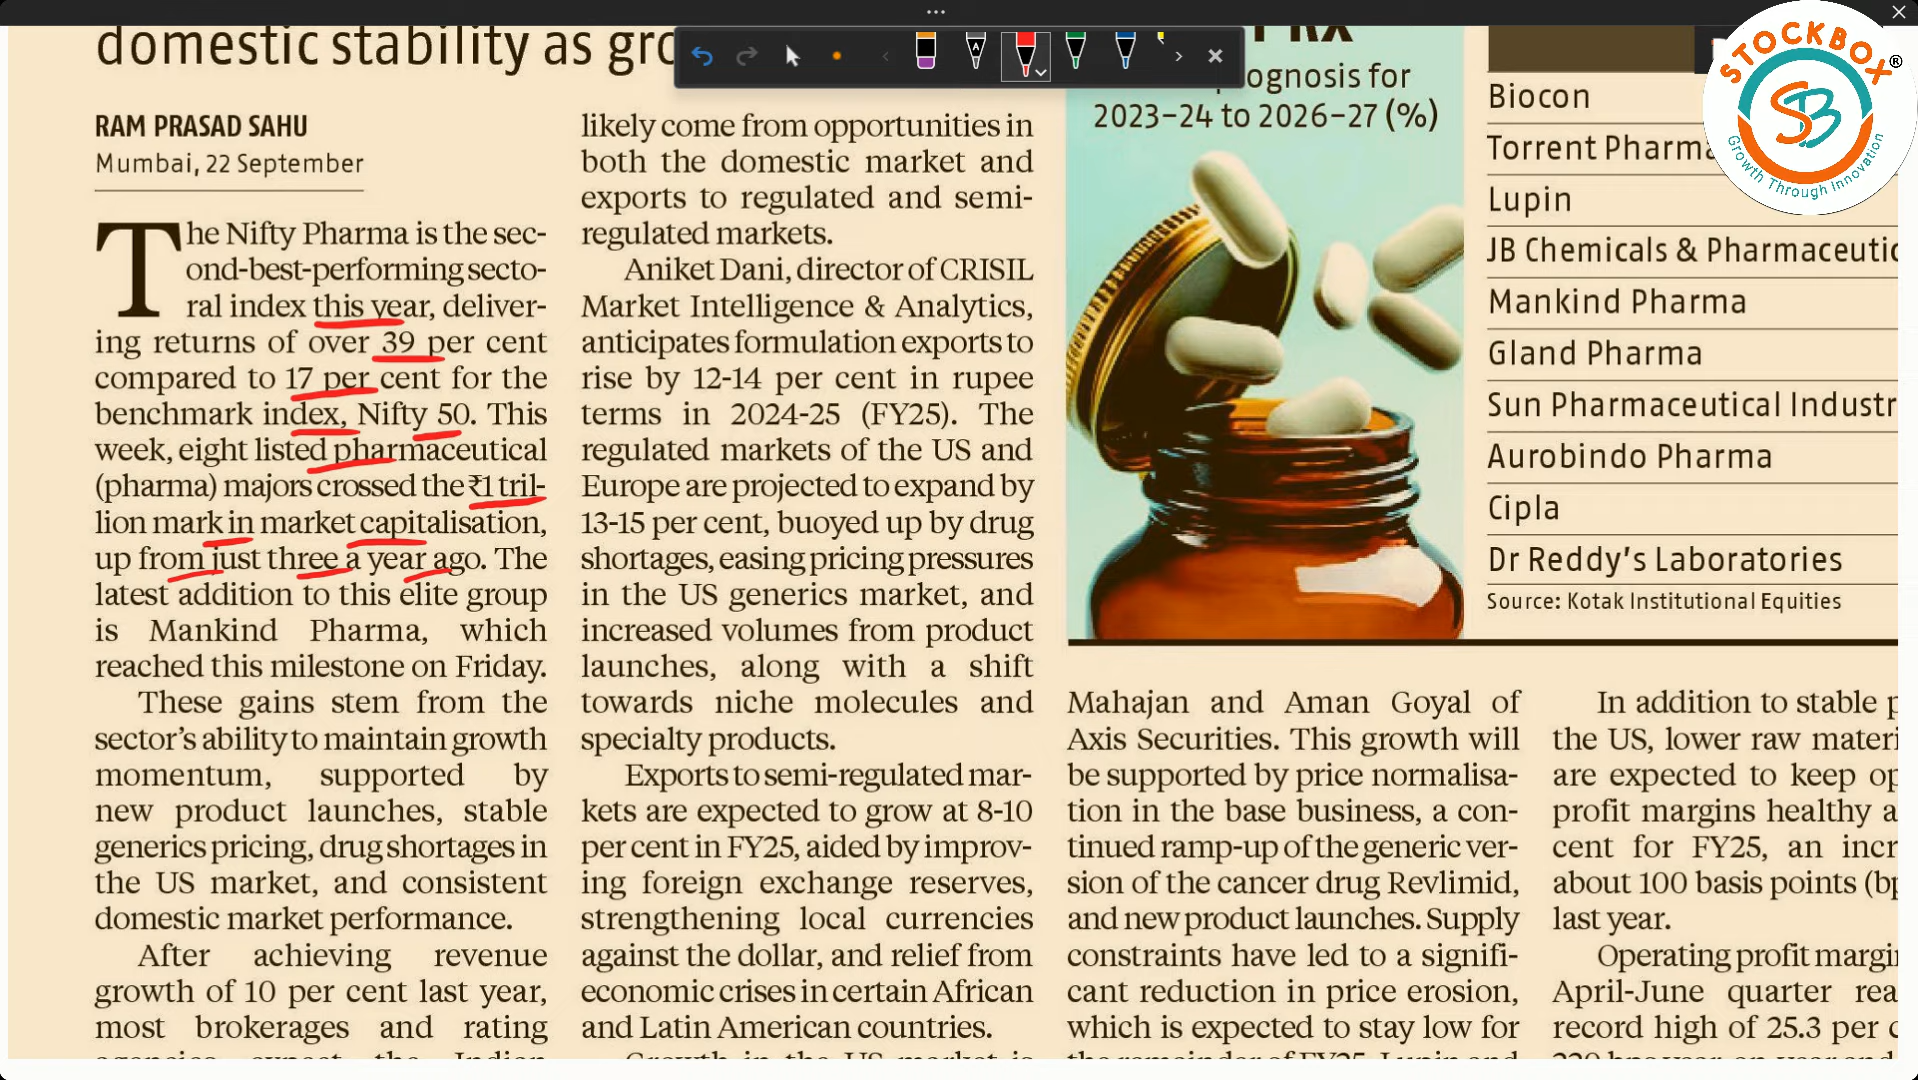 domestic stability as gro
RAM PRASAD SAHU
Mumbai, 22 September
The Nifty Pharma is the sec-
ond-best-performing secto-
ral index this year, deliver-
ing returns of over 39 per cent
compared to 17 per cent for the
benchmark index, Nifty 50. This
week, eight listed pharmaceutical
(pharma) majors crossed the ₹1 tril-
lion mark in market capitalisation,
up from just three a year ago. The
latest addition to this elite group
is Mankind Pharma, which
reached this milestone on Friday.
These gains stem from the
sector's ability to maintain growth
momentum, supported by
new product launches, stable
generics pricing, drug shortages in
the US market, and consistent
domestic market performance.
After achieving revenue
growth of 10 per cent last year,
most brokerages and rating
likely come from opportunities in
both the domestic market and
exports to regulated and semi-
regulated markets.
Aniket Dani, director of CRISIL
Market Intelligence & Analytics,
anticipates formulation exports to
rise by 12-14 per cent in rupee
terms in 2024-25 (FY25). The
regulated markets of the US and
Europe are projected to expand by
13-15 per cent, buoyed up by drug
shortages, easing pricing pressures
in the US generics market, and
increased volumes from product
launches, along with a shift
towards niche molecules and
specialty products.
Exports to semi-regulated mar-
kets are expected to grow at 8-10
per cent in FY25, aided by improv-
ing foreign exchange reserves,
strengthening local currencies
against the dollar, and relief from
economic crises in certain African
and Latin American countries.
ognosis for
2023-24 to 2026-27 (%)
Biocon
Torrent Pharma
Lupin
JB Chemicals & Pharmaceutic
Mankind Pharma
Gland Pharma
Sun Pharmaceutical Industr
Aurobindo Pharma
Cipla
Dr Reddy's Laboratories
Source: Kotak Institutional Equities
Mahajan and Aman Goyal of
Axis Securities. This growth will
be supported by price normalisa-
tion in the base business, a con-
tinued ramp-up of the generic ver-
sion of the cancer drug Revlimid,
and new product launches. Supply
constraints have led to a signifi-
cant reduction in price erosion,
which is expected to stay low for
In addition to stable p
the US, lower raw materi
are expected to keep op
profit margins healthy a
cent for FY25, an incr
about 100 basis points (bp
last year.
Operating profit margi
April-June quarter rea
record high of 25.3 per c
STOCKBOX®
SB
Growth Through Innovation